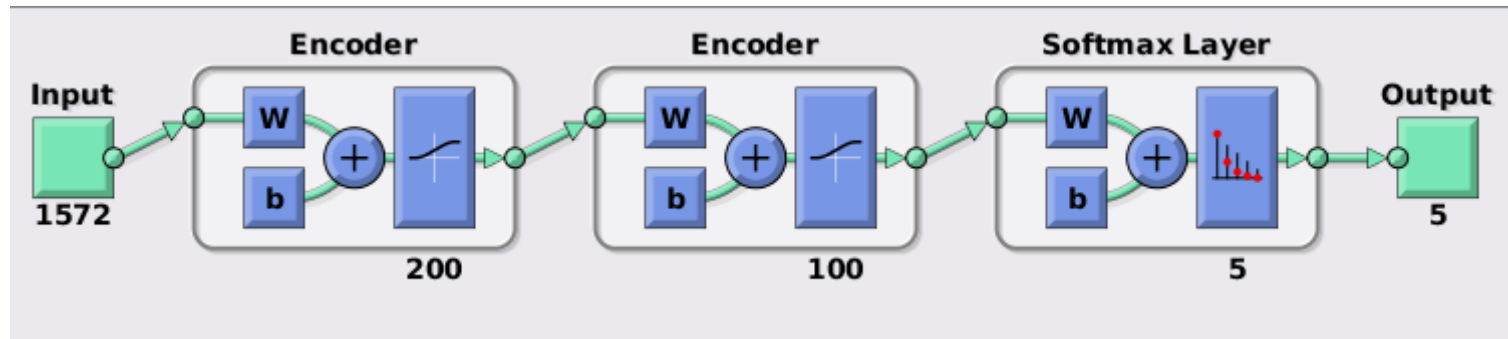 Encoder Encoder Softmax Layer
Input Output
W W W
b b b
1572 5
200 100 5